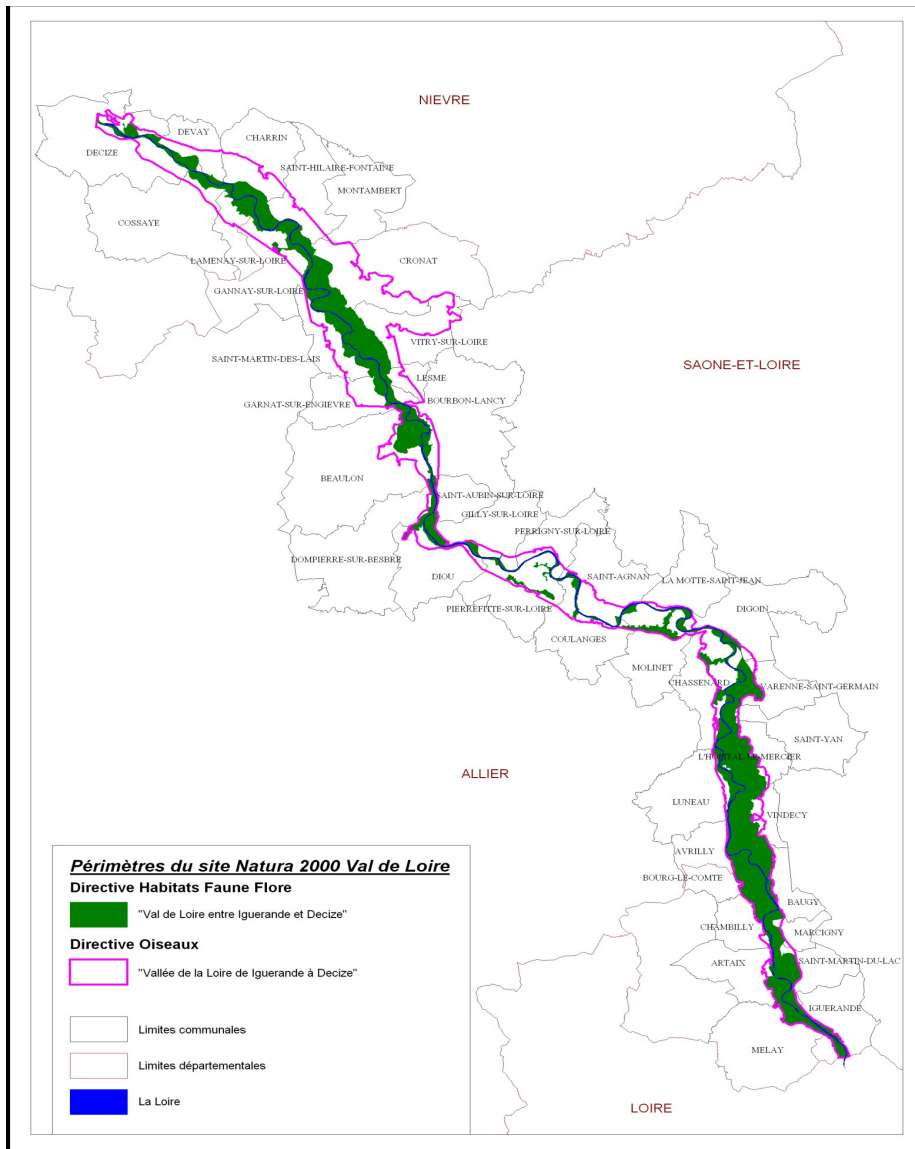 NIEVRE
DEVAY
CHARRIN
DECIZE
SAINT-HILAIRE-FONTAINE
MONTAMBERT
COSSAYE
CRONAT
LAMENAY-SUR-LOIRE
GANNAY-SUR-LOIRE
VITRY-SUR-LOIRE
SAINT-MARTIN-DES-LAIS
SAONE-ET-LOIRE
LESME
BOURBON-LANCY
GARNAT-SUR-ENGIEVRE
BEAULON
SAINT-AUBIN-SUR-LOIRE
GILLY-SUR-LOIRE
PERRIGNY-SUR-LOIRE
DOMPIERRE-SUR-BESBRE
DIOU
SAINT-AGNAN
LA MOTTE-SAINT-JEAN
PIERREFITTE-SUR-LOIRE
DIGOIN
COULANGES
MOLINET
CHASSENARD
VARENNE-SAINT-GERMAIN
SAINT-YAN
L'HOPITAL-LE-MERCIER
ALLIER
LUNEAU
VINDECY
AVRILLY
BOURG-LE-COMTE
BAUGY
CHAMBILLY
MARCIGNY
ARTAIX
SAINT-MARTIN-DU-LAC
IGUERANDE
MELAY
LOIRE
Périmètres du site Natura 2000 Val de Loire
Directive Habitats Faune Flore
"Val de Loire entre Iguerande et Decize"
Directive Oiseaux
"Vallée de la Loire de Iguerande à Decize"
Limites communales
Limites départementales
La Loire